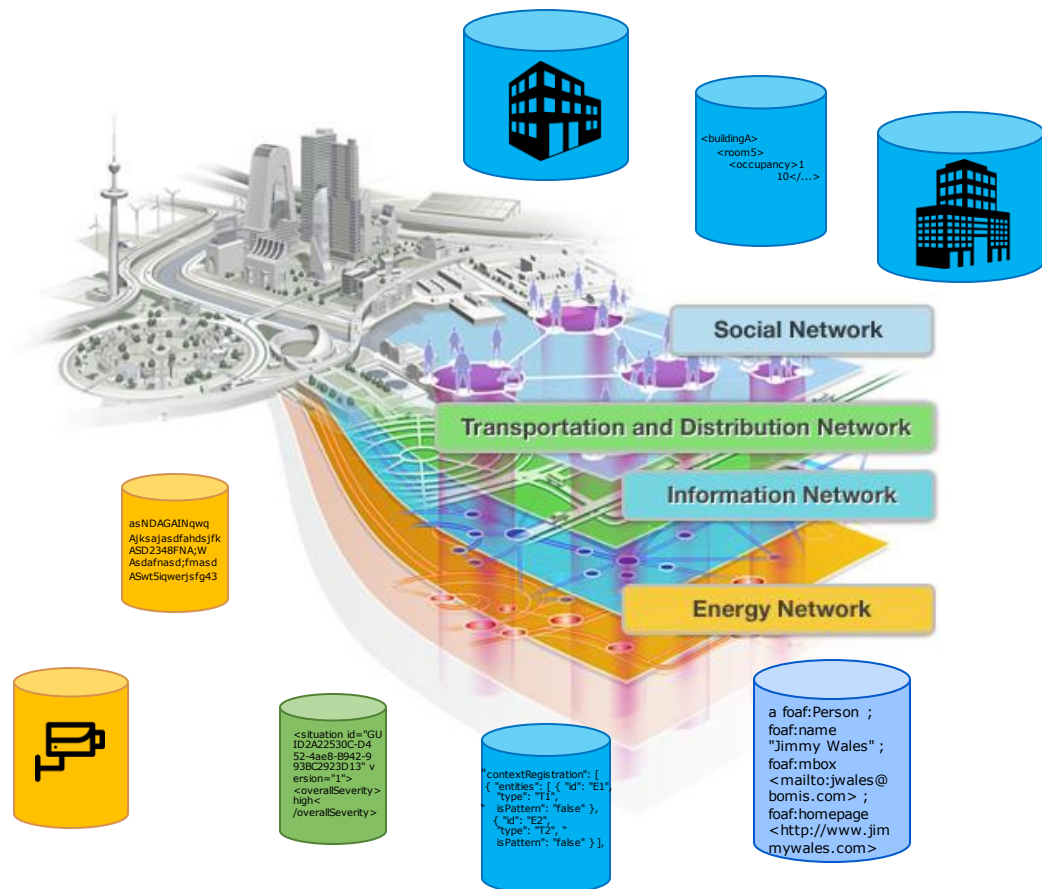 <buildingA>
<room5>
<occupancy>1
10</...>
Social Network
Transportation and Distribution Network
Information Network
Energy Network
asNDAGAINqwq
Ajksajasdfahdsjfk
ASD2348FNA;W
Asdafnasd;fmasd
ASwt5iqwerjsfg43
<situation id="GU
ID2A22530C-D4
52-4ae8-B942-9
93BC2923D13" v
ersion="1">
<overallSeverity>
high<
/overallSeverity>
"contextRegistration": [
{ "entities": [ { "id": "E1",
"type": "T1",
" isPattern": "false" },
{ "id": "E2",
"type": "T2", "
isPattern": "false" } ],
a foaf:Person ;
foaf:name
"Jimmy Wales" ;
foaf:mbox
<mailto:jwales@
bomis.com> ;
foaf:homepage
<http://www.jim
mywales.com>